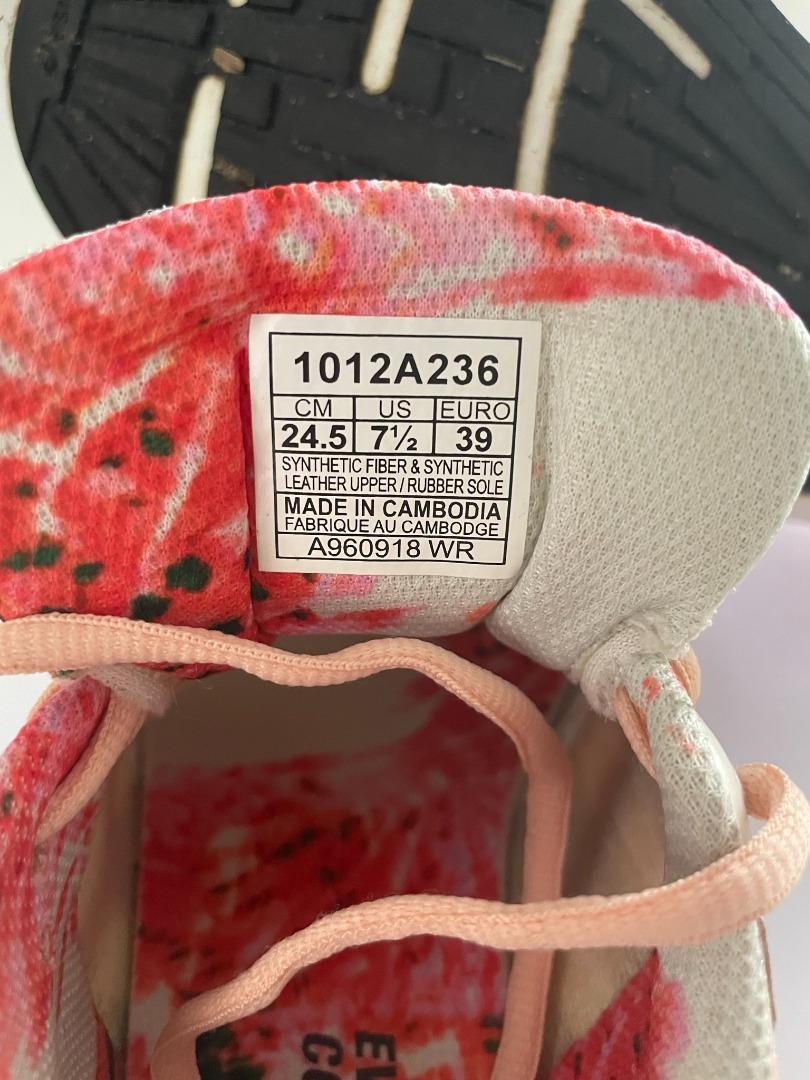 1012A236
CM US EURO
24.5 7½ 39
SYNTHETIC FIBER & SYNTHETIC
LEATHER UPPER / RUBBER SOLE
MADE IN CAMBODIA
FABRIQUE AU CAMBODGE
A960918 WR